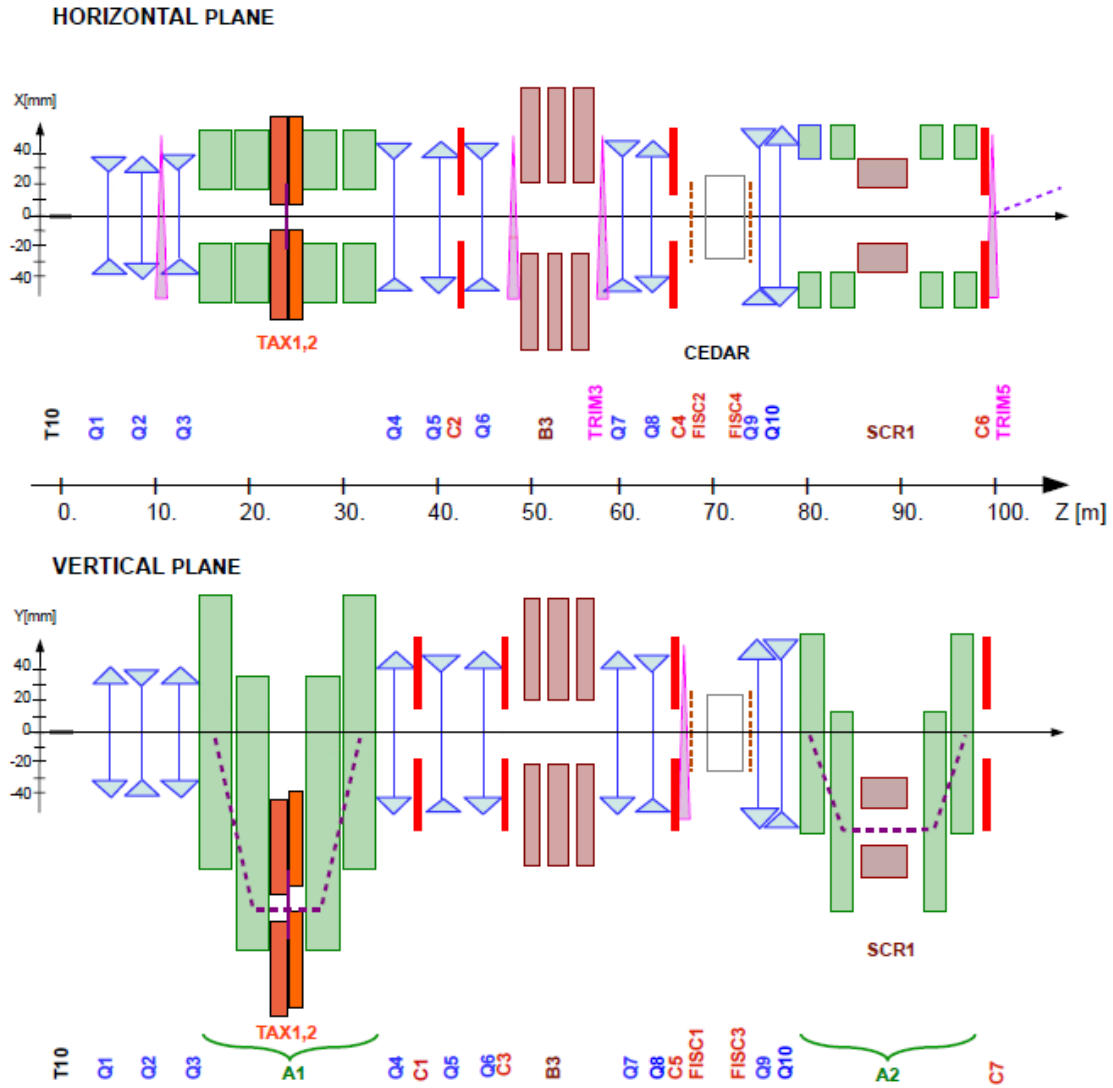 HORIZONTAL PLANE
X[mm]
40
20
0
-20
-40
TAX1,2
CEDAR
T10 Q1 Q2 Q3 Q4 Q5 C2 Q6 B3 TRIM3 Q7 Q8 C4 FISC2 FISC4 Q9 Q10 SCR1 C6 TRIM5
0. 10. 20. 30. 40. 50. 60. 70. 80. 90. 100. Z [m]
VERTICAL PLANE
Y[mm]
40
20
0
-20
-40
SCR1
TAX1,2
T10 Q1 Q2 Q3 A1 Q4 C1 Q5 Q6 C3 B3 Q7 Q8 C5 FISC1 FISC3 Q9 Q10 A2 C7